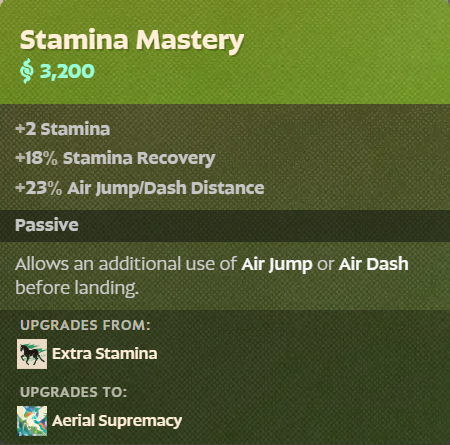 Stamina Mastery
3,200
+2 Stamina
+18% Stamina Recovery
+23% Air Jump/Dash Distance
Passive
Allows an additional use of Air Jump or Air Dash
before landing.
UPGRADES FROM:
Extra Stamina
UPGRADES TO:
Aerial Supremacy